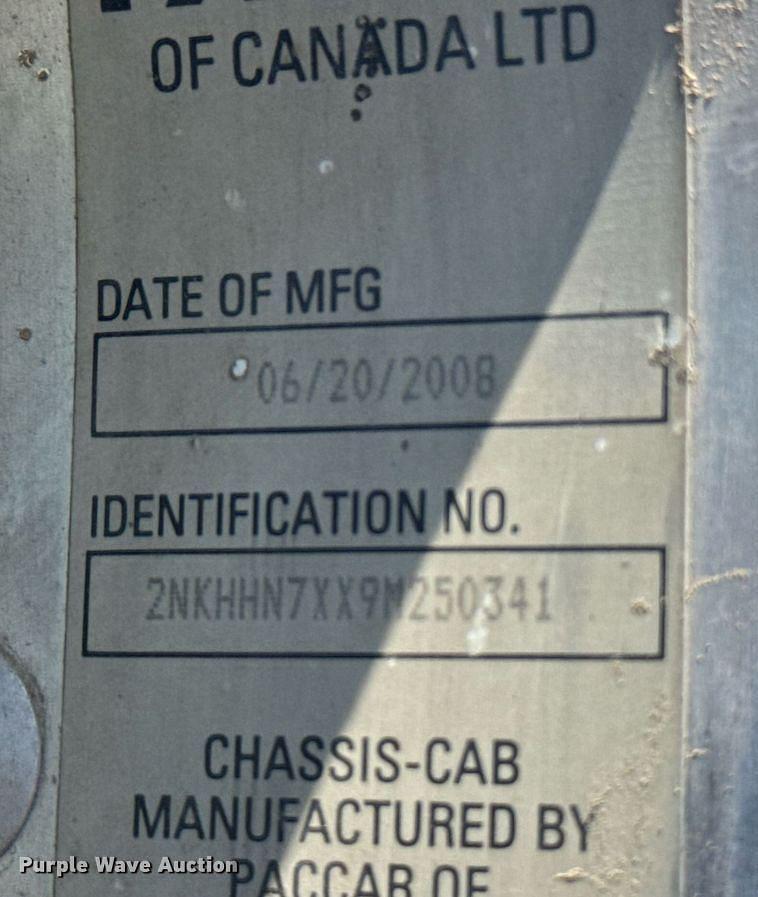 OF CANADA LTD
DATE OF MFG
06/20/2008
IDENTIFICATION NO.
2NKHHN7XX9M250341
CHASSIS-CAB
MANUFACTURED BY
PACCAR OF
Purple Wave Auction